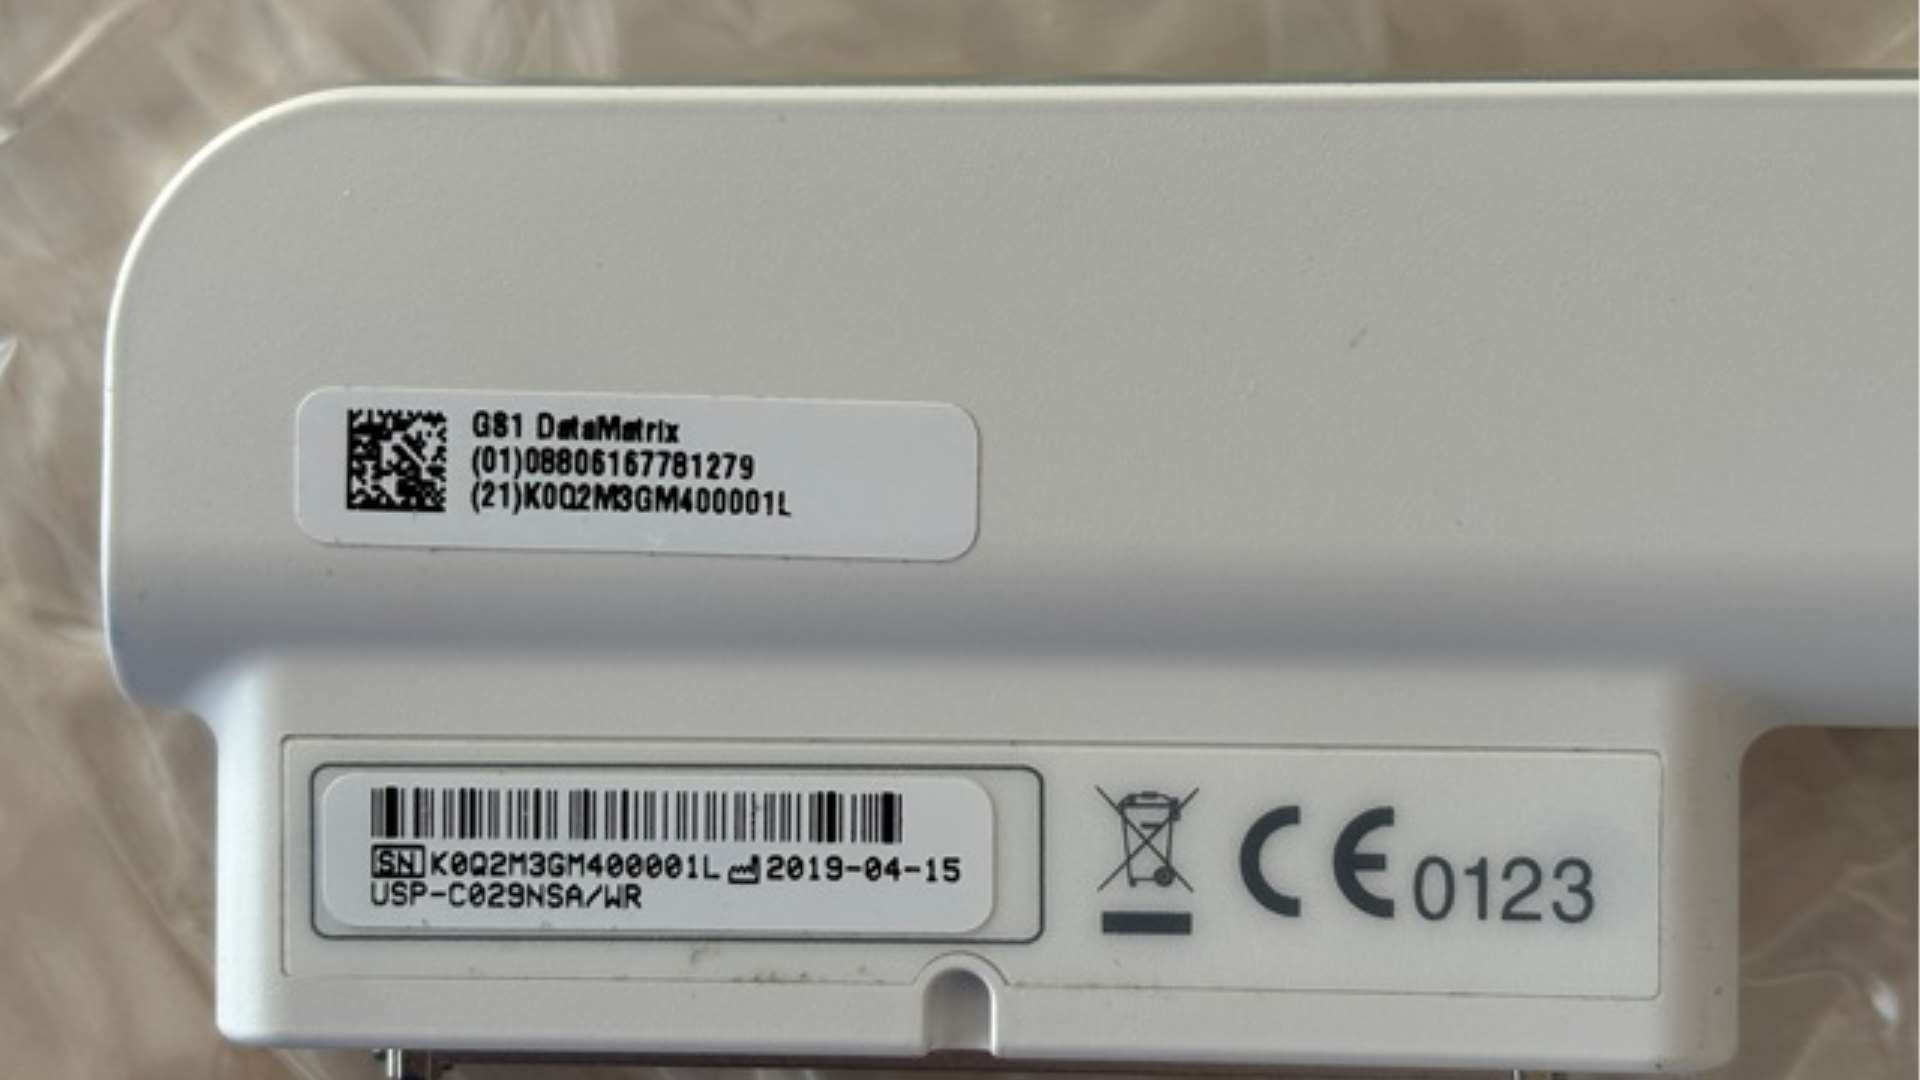 GS1 DataMatrix
(01)08806167781279
(21)K0Q2M3GM400001L
SN K0Q2M3GM400001L 2019-04-15
USP-C029NSA/WR
CE 0123